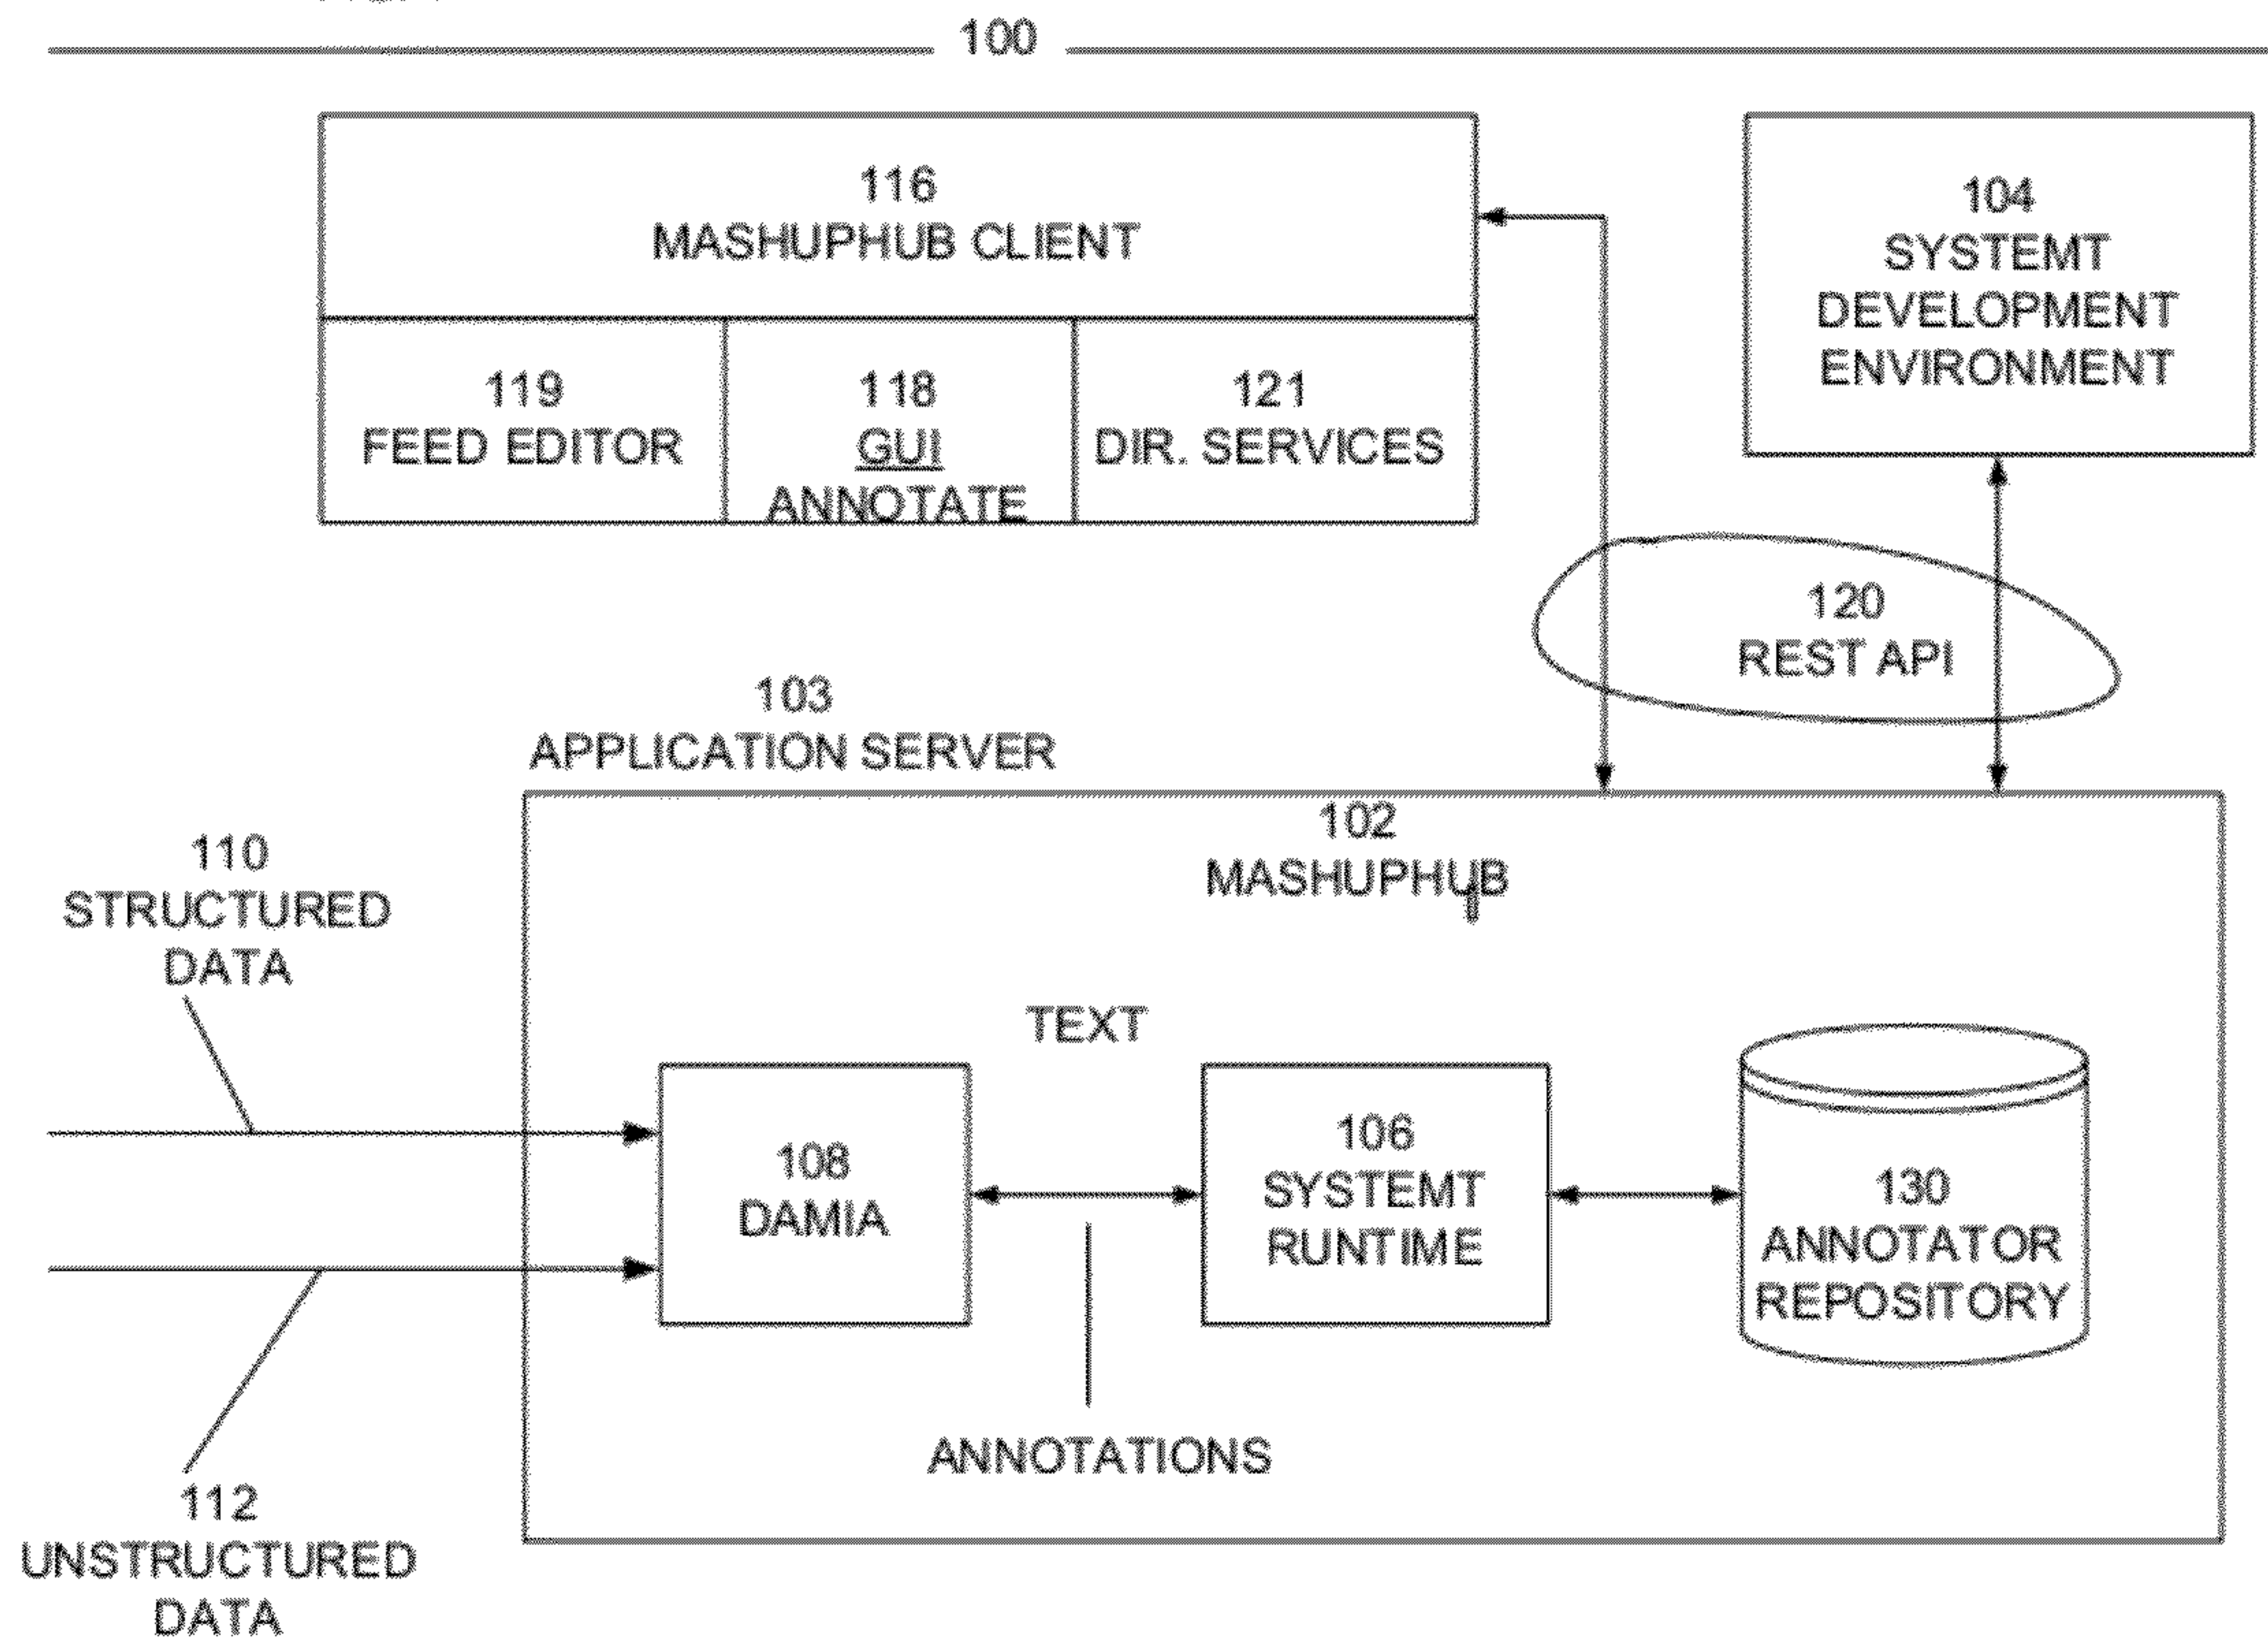 100
116
MASHUPHUB CLIENT
104
SYSTEMT
DEVELOPMENT
ENVIRONMENT
119
FEED EDITOR
118
GUI
ANNOTATE
121
DIR. SERVICES
120
REST API
103
APPLICATION SERVER
102
MASHUPHUB
110
STRUCTURED
DATA
TEXT
108
DAMIA
106
SYSTEMT
RUNTIME
130
ANNOTATOR
REPOSITORY
ANNOTATIONS
112
UNSTRUCTURED
DATA